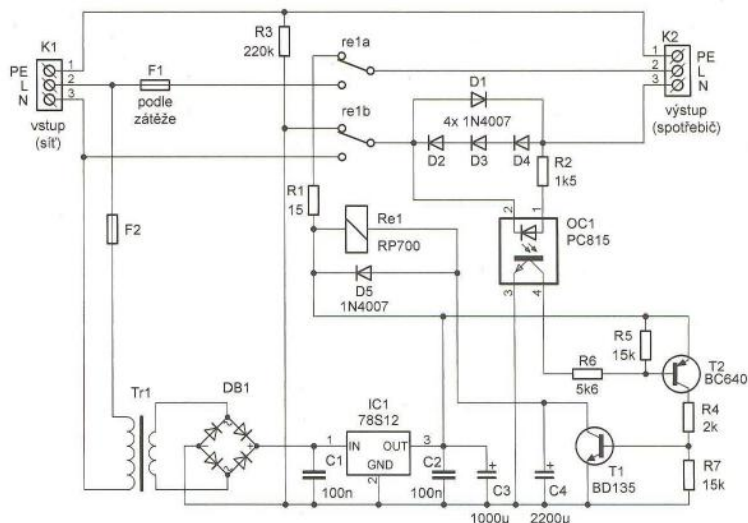 K1
PE
L
N
1
2
3
vstup
(síť)
F1
podle
zátěže
F2
R3
220k
re1a
re1b
D1
4x 1N4007
D2
D3
D4
R2
1k5
K2
1
2
3
PE
L
N
výstup
(spotřebič)
R1
15
Re1
RP700
D5
1N4007
2
1
OC1
PC815
3
4
R6
5k6
R5
15k
T2
BC640
R4
2k
R7
15k
T1
BD135
Tr1
DB1
IC1
78S12
1
IN
OUT
3
GND
2
C1
100n
C2
100n
C3
1000u
C4
2200u